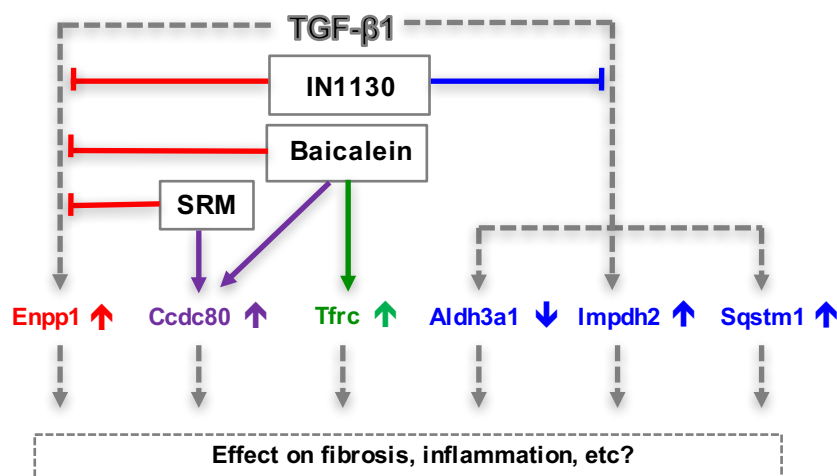 TGF-β1
IN1130
Baicalein
SRM
Enpp1 Ccdc80 Tfrc Aldh3a1 Impdh2 Sqstm1
Effect on fibrosis, inflammation, etc?